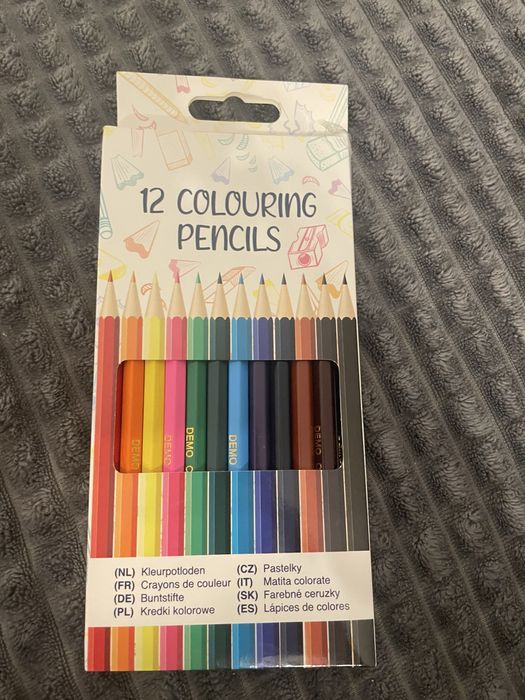 12 COLOURING
PENCILS
DEMO
DEMO
DEMO C
DEMO
DEMO C
(NL) Kleurpotloden
(FR) Crayons de couleur
(DE) Buntstifte
(PL) Kredki kolorowe
(CZ) Pastelky
(IT) Matita colorate
(SK) Farebné ceruzky
(ES) Lápices de colores